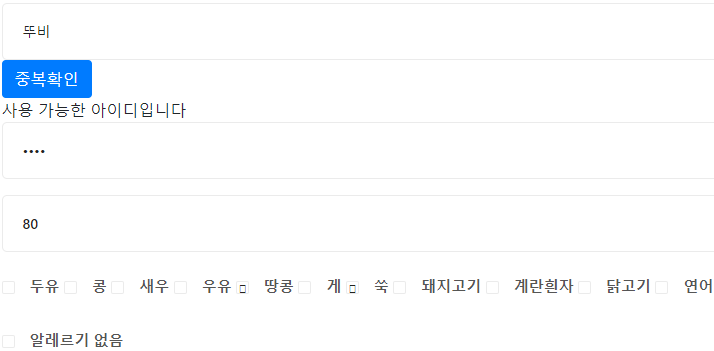 뚜비
중복확인
사용 가능한 아이디입니다
••••
80
두유 콩 새우 우유 땅콩 게 쑥 돼지고기 계란흰자 닭고기 연어
알레르기 없음